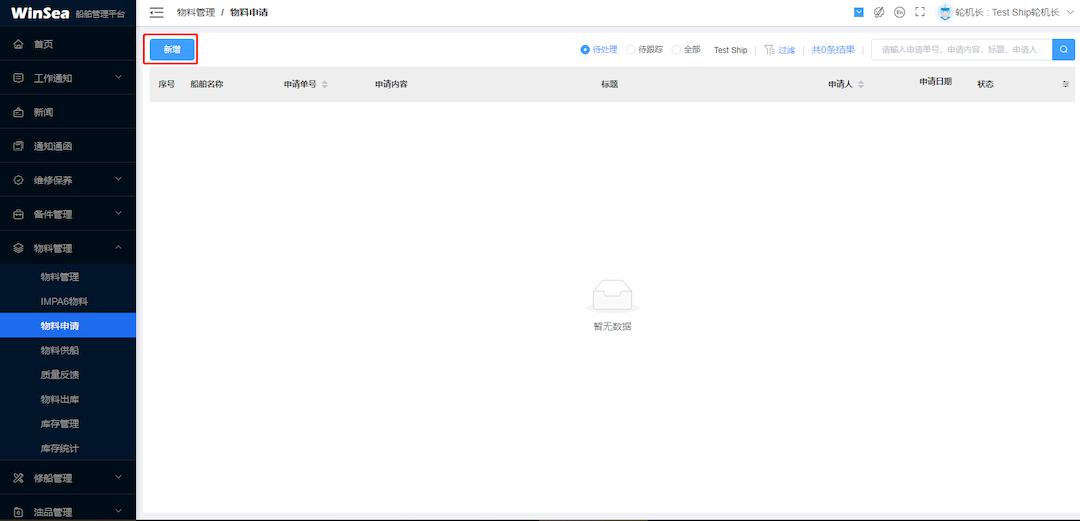 WinSea 船舶管理平台
物料管理 / 物料申请
En
轮机长 : Test Ship轮机长
首页
工作通知
新闻
通知通函
维修保养
备件管理
物料管理
物料管理
IMPA6物料
物料申请
物料供船
质量反馈
物料出库
库存管理
库存统计
修船管理
油品管理
新增
待处理 待跟踪 全部 Test Ship | 过滤 | 共0条结果 | 请输入申请单号、申请内容、标题、申请人
序号 船舶名称 申请单号 申请内容 标题 申请人 申请日期 状态
暂无数据